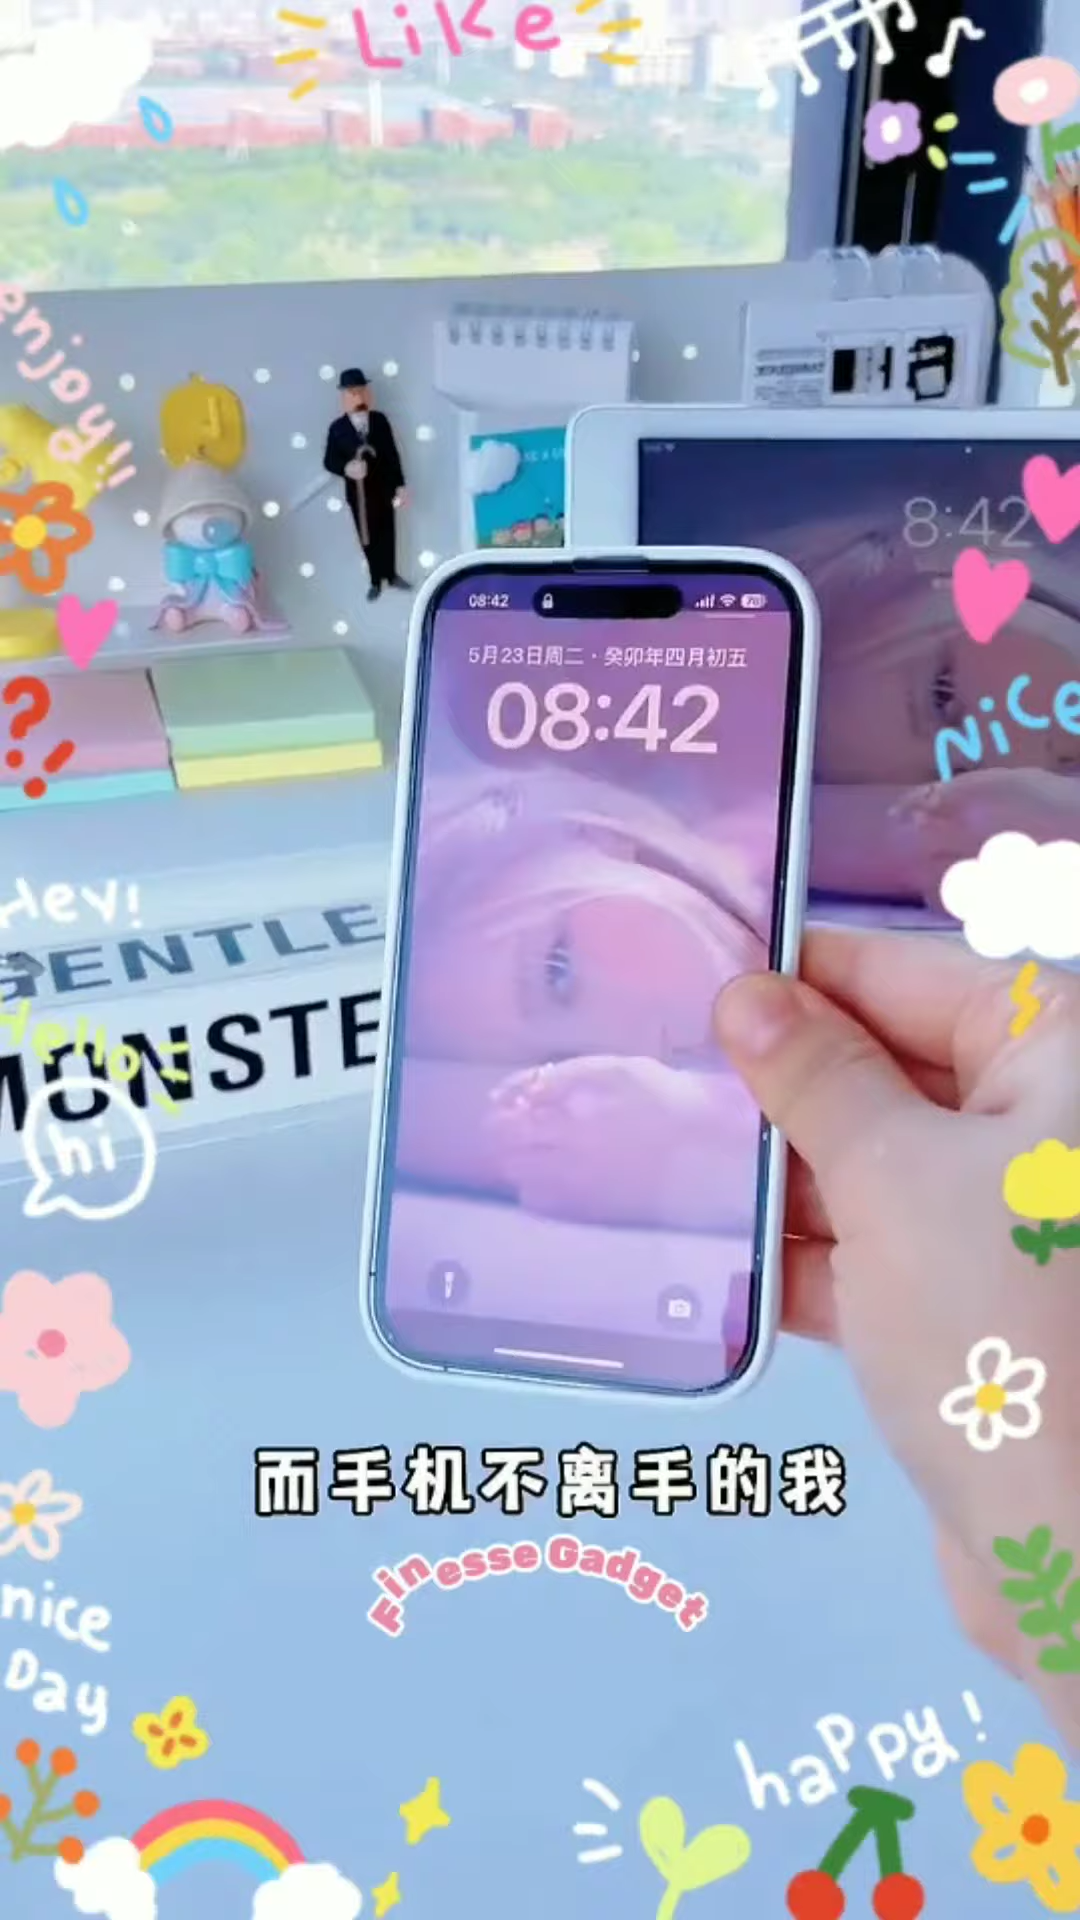 Like
enjoy!!
8:42
08:42
70
5月23日周二·癸卯年四月初五
08:42
Nice
?!
Hey!
GENTLE
Hello
MONSTE
hi
而手机不离手的我
Finesse Gadget
nice
Day
happy!